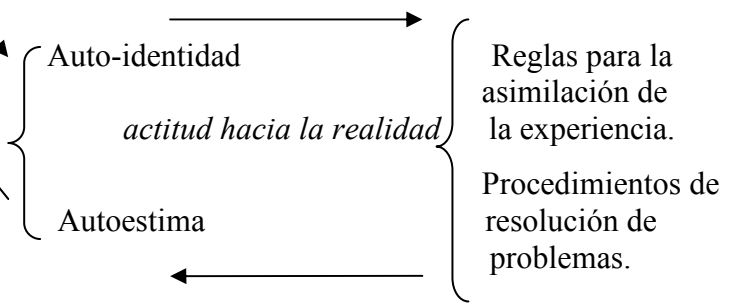 Auto-identidad
actitud hacia la realidad
Autoestima
Reglas para la
asimilación de
la experiencia.
Procedimientos de
resolución de
problemas.